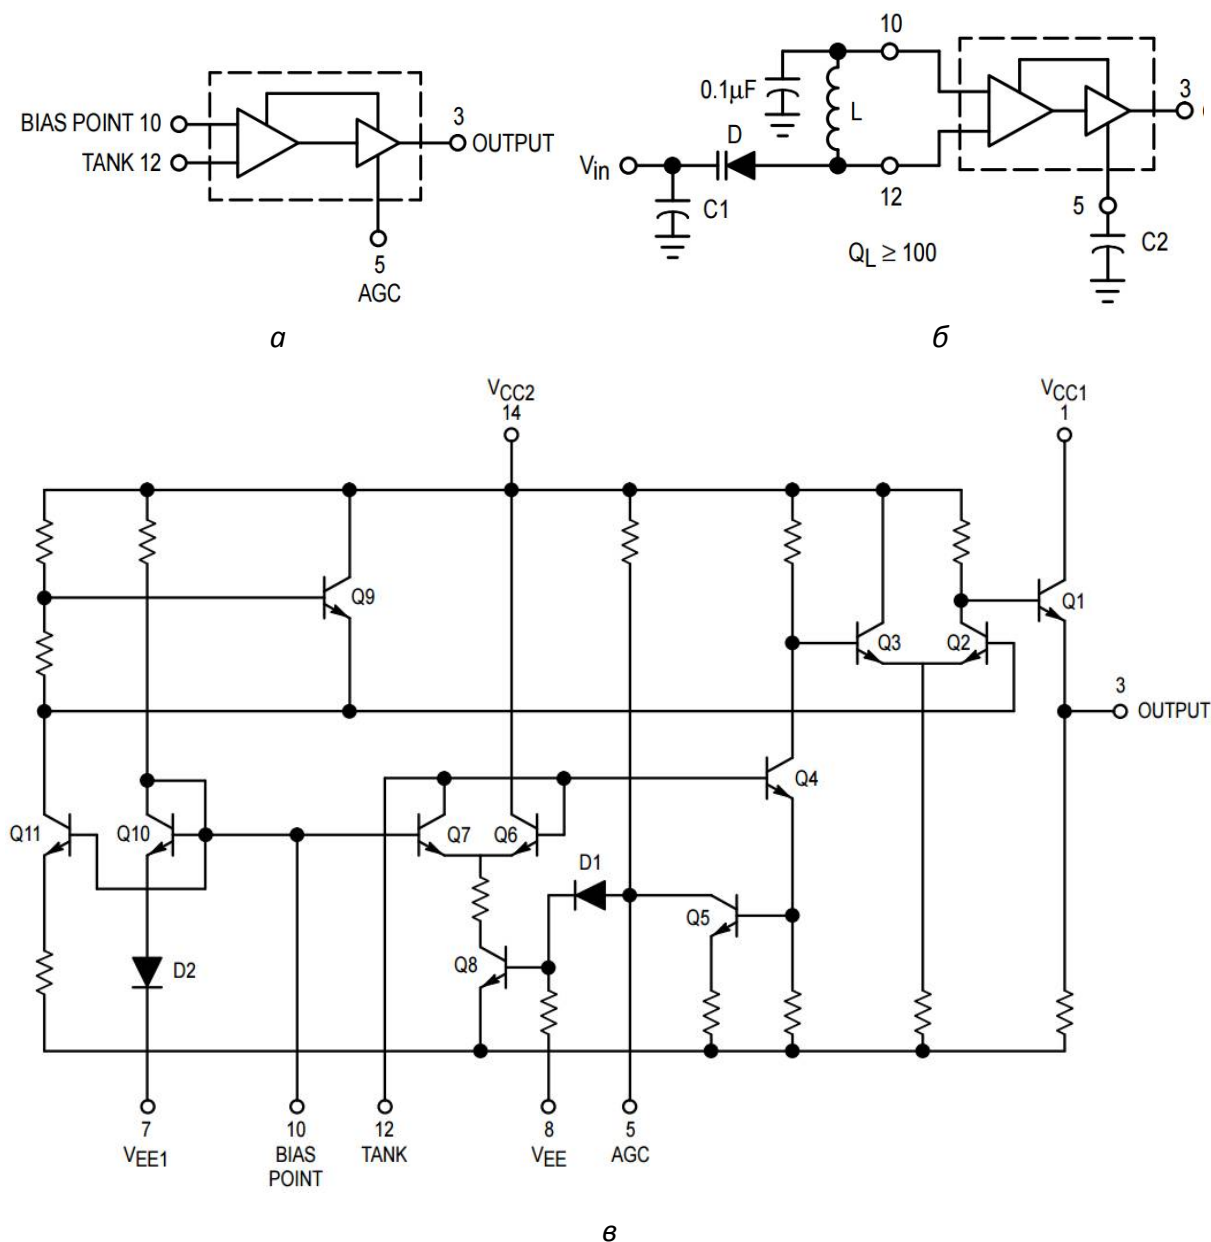 BIAS POINT 10
TANK 12
3
OUTPUT
5
AGC
а
10
0.1µF
L
D
Vin
C1
12
3
5
C2
QL ≥ 100
б
VCC2
14
VCC1
1
Q9
Q3
Q2
Q1
3
OUTPUT
Q4
Q11
Q10
Q7
Q6
D1
Q5
D2
Q8
7
VEE1
10
BIAS
POINT
12
TANK
8
VEE
5
AGC
в